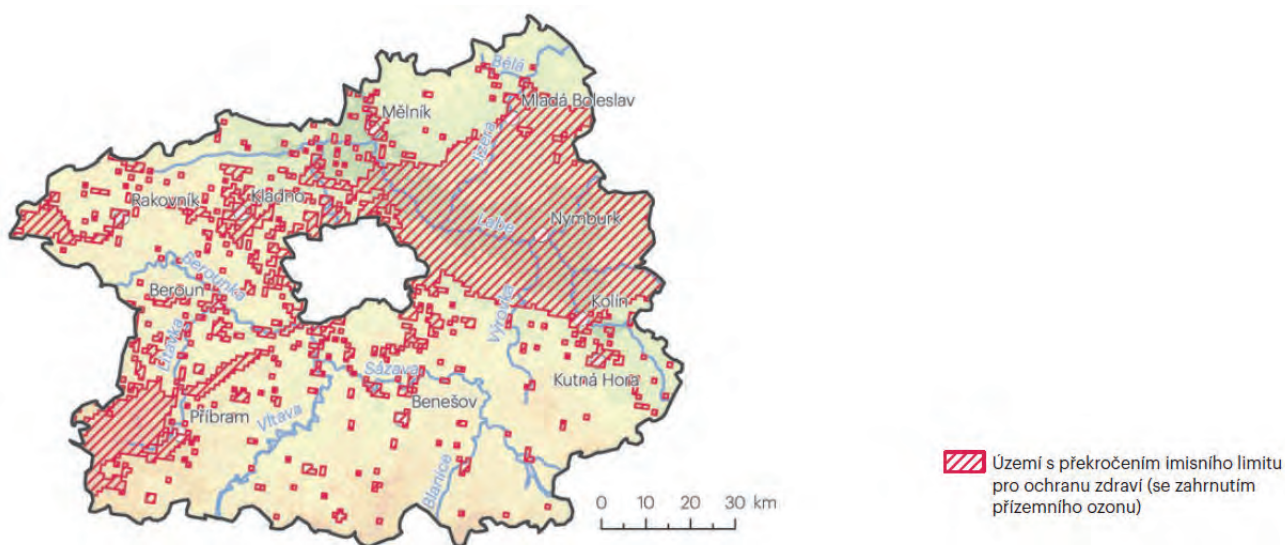 Bělá
Mladá Boleslav
Mělník
Jizera
Rakovník
Kladno
Labe
Nymburk
Berounka
Beroun
Kolín
Výrovka
Litavka
Sázava
Kutná Hora
Benešov
Příbram
Vltava
Blanice
0 10 20 30 km
Území s překročením imisního limitu
pro ochranu zdraví (se zahrnutím
přízemního ozonu)